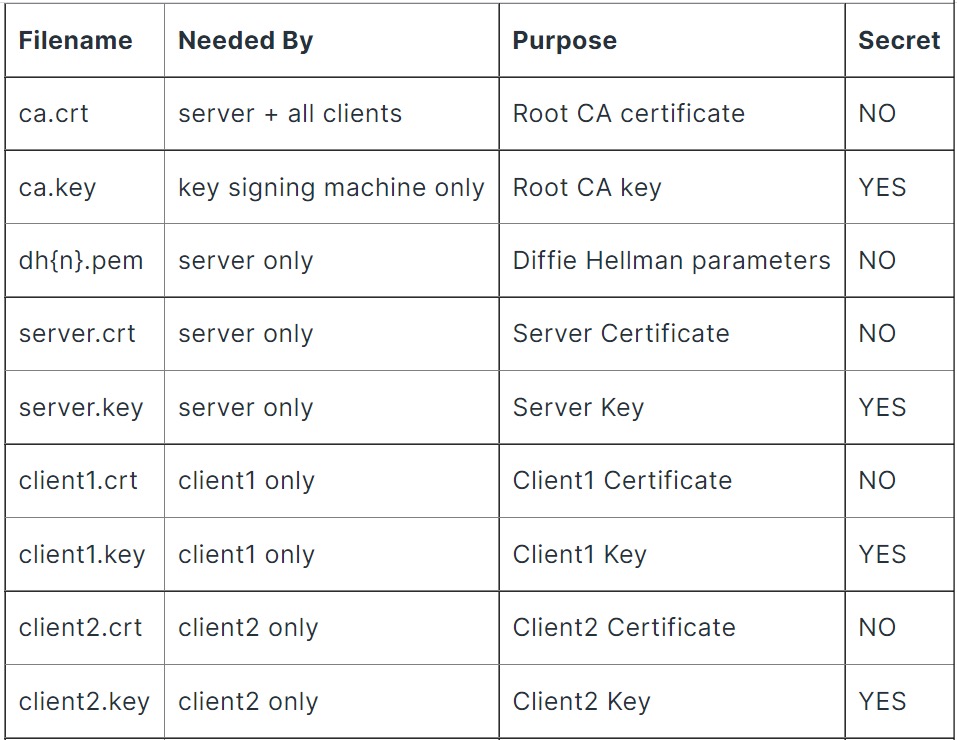 Filename Needed By Purpose Secret
ca.crt server + all clients Root CA certificate NO
ca.key key signing machine only Root CA key YES
dh{n}.pem server only Diffie Hellman parameters NO
server.crt server only Server Certificate NO
server.key server only Server Key YES
client1.crt client1 only Client1 Certificate NO
client1.key client1 only Client1 Key YES
client2.crt client2 only Client2 Certificate NO
client2.key client2 only Client2 Key YES